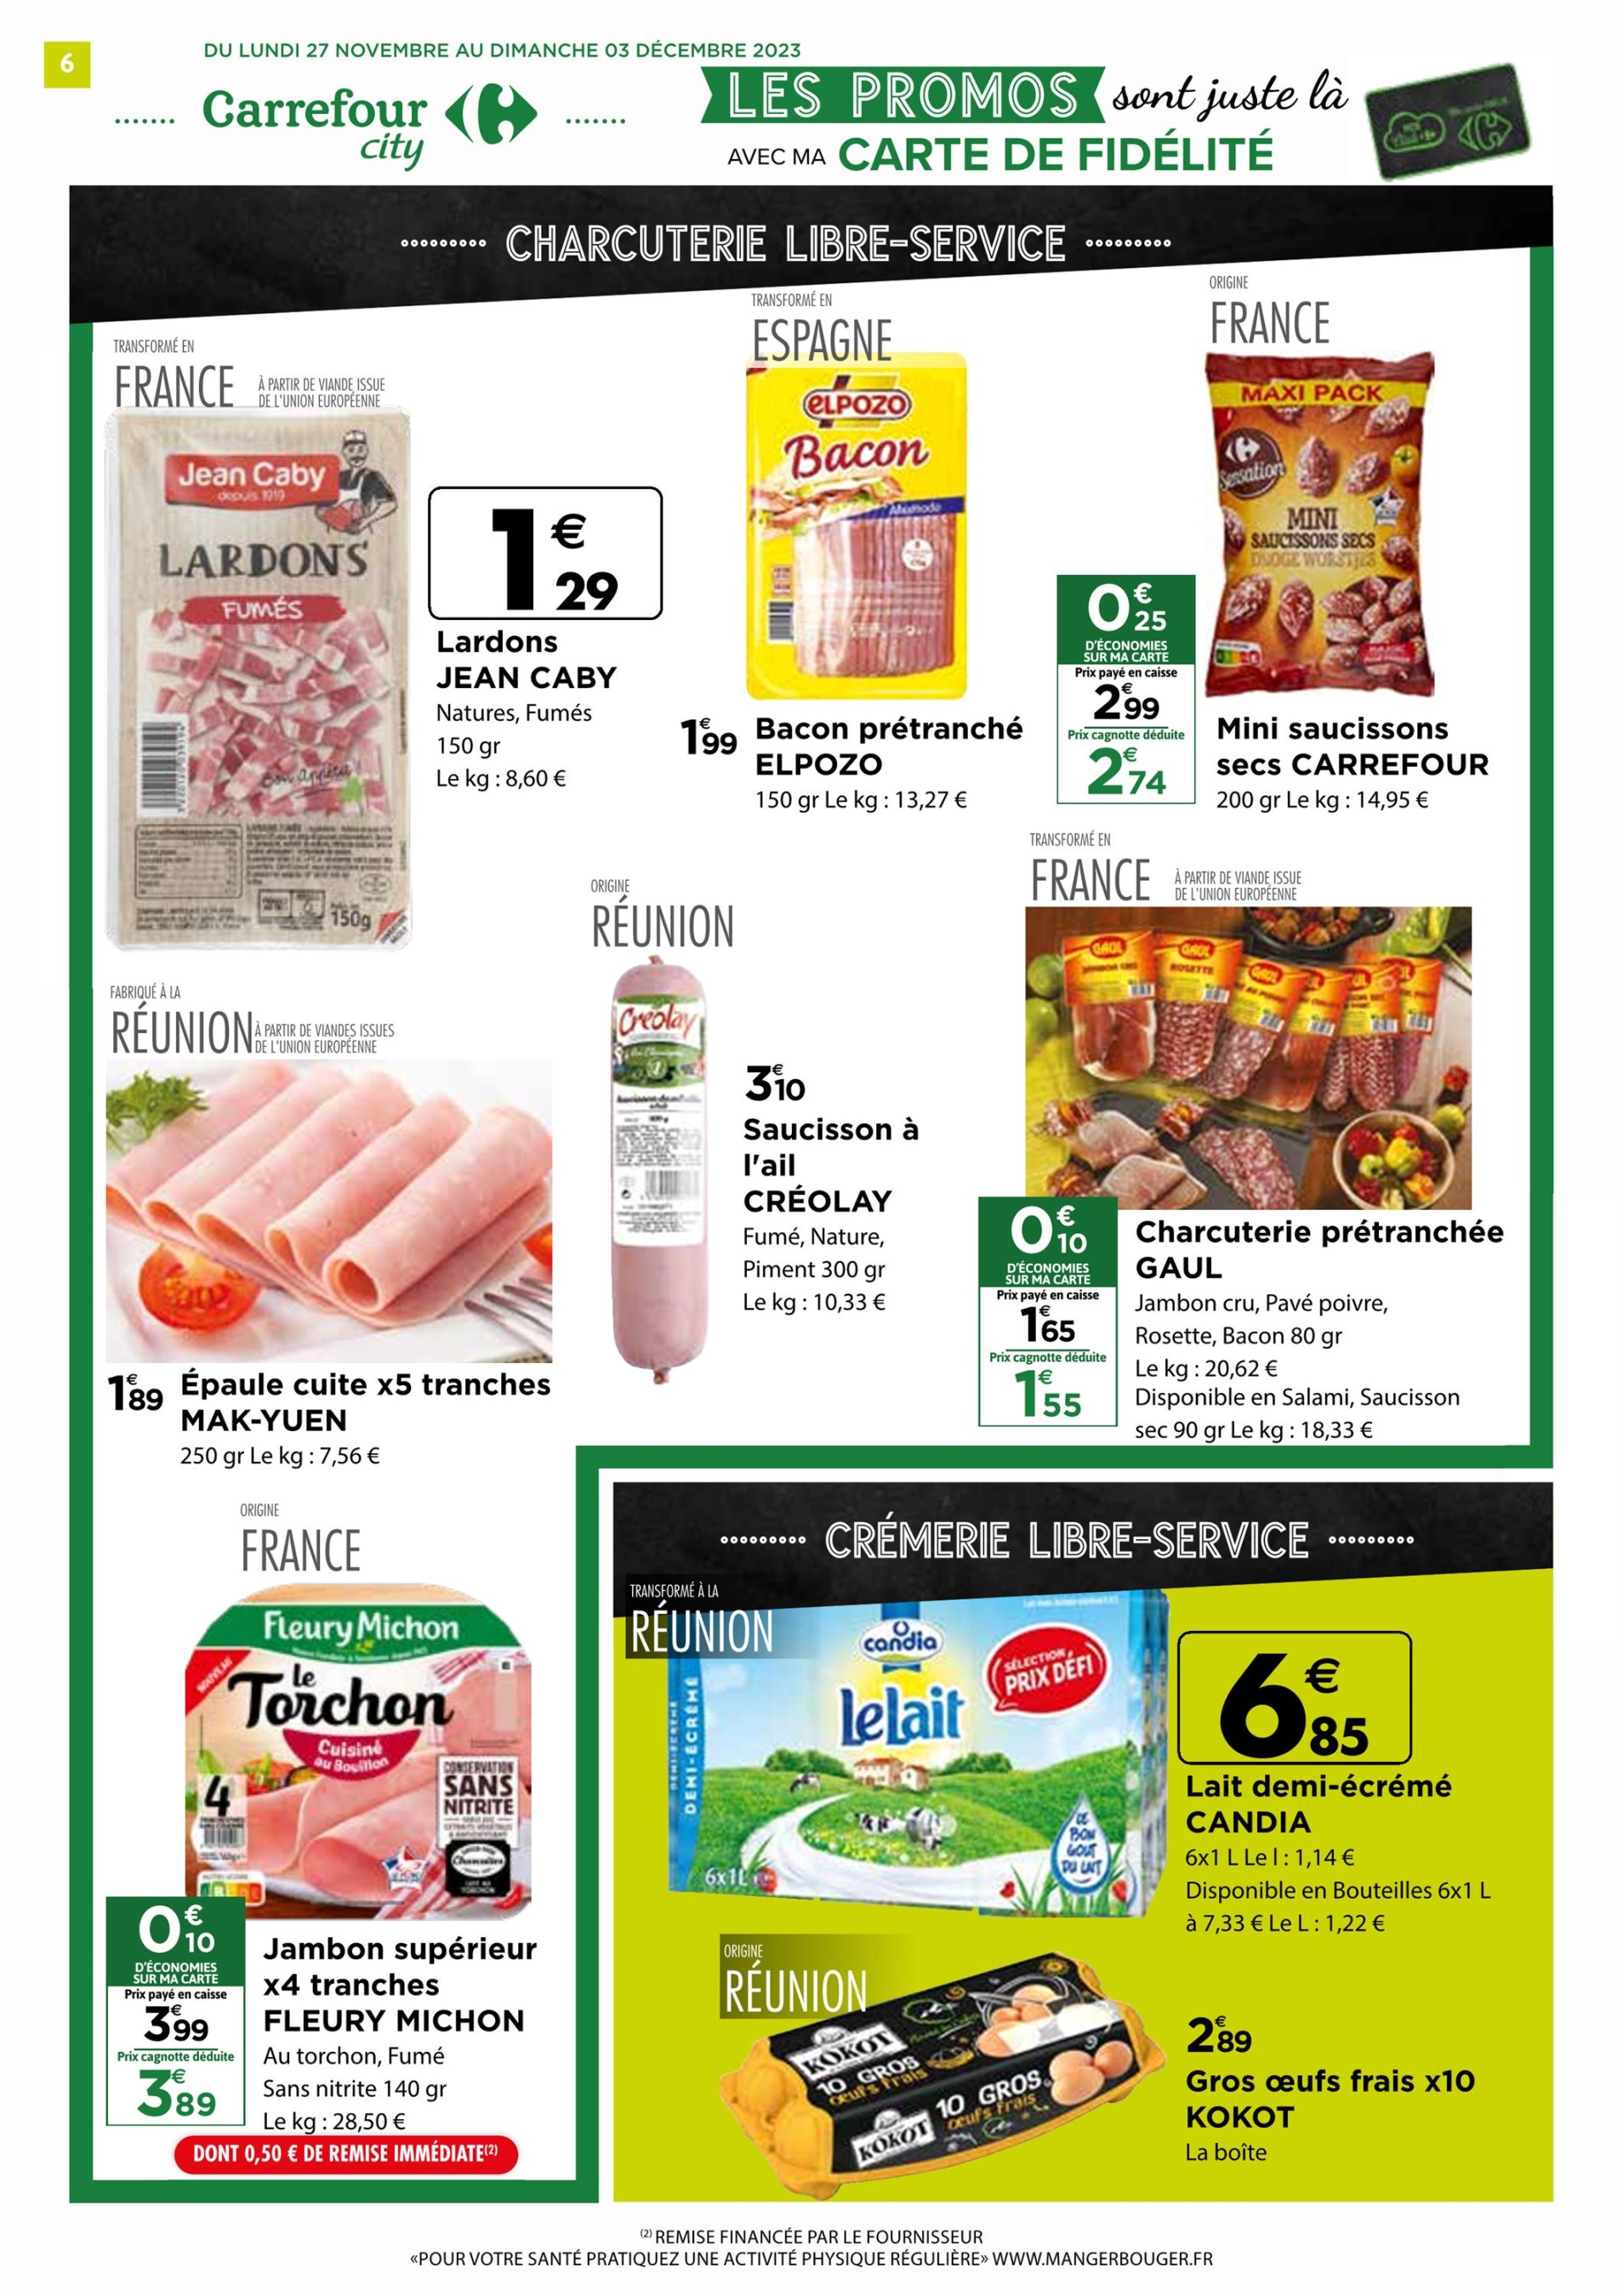 6
DU LUNDI 27 NOVEMBRE AU DIMANCHE 03 DÉCEMBRE 2023
Carrefour
city
LES PROMOS sont juste là
AVEC MA CARTE DE FIDÉLITÉ
CHARCUTERIE LIBRE-SERVICE
TRANSFORMÉ EN
FRANCE
À PARTIR DE VIANDE ISSUE
DE L'UNION EUROPÉENNE
Jean Caby
depuis 1919
LARDONS
FUMÉS
Bon appétit
150g
1€29
Lardons
JEAN CABY
Natures, Fumés
150 gr
Le kg : 8,60 €
TRANSFORMÉ EN
ESPAGNE
ELPOZO
Bacon
Ahumado
1€99
Bacon prétranché
ELPOZO
150 gr Le kg : 13,27 €
ORIGINE
FRANCE
MAXI PACK
Sensation
MINI
SAUCISSONS SECS
DROGE WORSTJES
0€25
D'ÉCONOMIES
SUR MA CARTE
Prix payé en caisse
2€99
Prix cagnotte déduite
2€74
Mini saucissons
secs CARREFOUR
200 gr Le kg : 14,95 €
FABRIQUÉ À LA
RÉUNION
À PARTIR DE VIANDES ISSUES
DE L'UNION EUROPÉENNE
1€89
Épaule cuite x5 tranches
MAK-YUEN
250 gr Le kg : 7,56 €
ORIGINE
RÉUNION
Créolay
3€10
Saucisson à
l'ail
CRÉOLAY
Fumé, Nature,
Piment 300 gr
Le kg : 10,33 €
TRANSFORMÉ EN
FRANCE
À PARTIR DE VIANDE ISSUE
DE L'UNION EUROPÉENNE
GAUL
GAUL
ROSETTE
GAUL
GAUL
0€10
D'ÉCONOMIES
SUR MA CARTE
Prix payé en caisse
1€65
Prix cagnotte déduite
1€55
Charcuterie prétranchée
GAUL
Jambon cru, Pavé poivre,
Rosette, Bacon 80 gr
Le kg : 20,62 €
Disponible en Salami, Saucisson
sec 90 gr Le kg : 18,33 €
ORIGINE
FRANCE
Fleury Michon
NOUVEAU
le
Torchon
Cuisiné
au Bouillon
4
CONSERVATION
SANS
NITRITE
0€10
D'ÉCONOMIES
SUR MA CARTE
Prix payé en caisse
3€99
Prix cagnotte déduite
3€89
Jambon supérieur
x4 tranches
FLEURY MICHON
Au torchon, Fumé
Sans nitrite 140 gr
Le kg : 28,50 €
DONT 0,50 € DE REMISE IMMÉDIATE(2)
CRÉMERIE LIBRE-SERVICE
TRANSFORMÉ À LA
RÉUNION
candia
SÉLECTION
PRIX DÉFI
lelait
DEMI-ÉCRÉMÉ
DEMI-ÉCRÉMÉ
LE
BON
GOUT
DU LAIT
6x1L
6€85
Lait demi-écrémé
CANDIA
6x1 L Le l : 1,14 €
Disponible en Bouteilles 6x1 L
à 7,33 € Le L : 1,22 €
ORIGINE
RÉUNION
KOKOT
10 GROS
œufs frais
10 GROS
œufs frais
KOKOT
2€89
Gros œufs frais x10
KOKOT
La boîte
(2) REMISE FINANCÉE PAR LE FOURNISSEUR
«POUR VOTRE SANTÉ PRATIQUEZ UNE ACTIVITÉ PHYSIQUE RÉGULIÈRE» WWW.MANGERBOUGER.FR